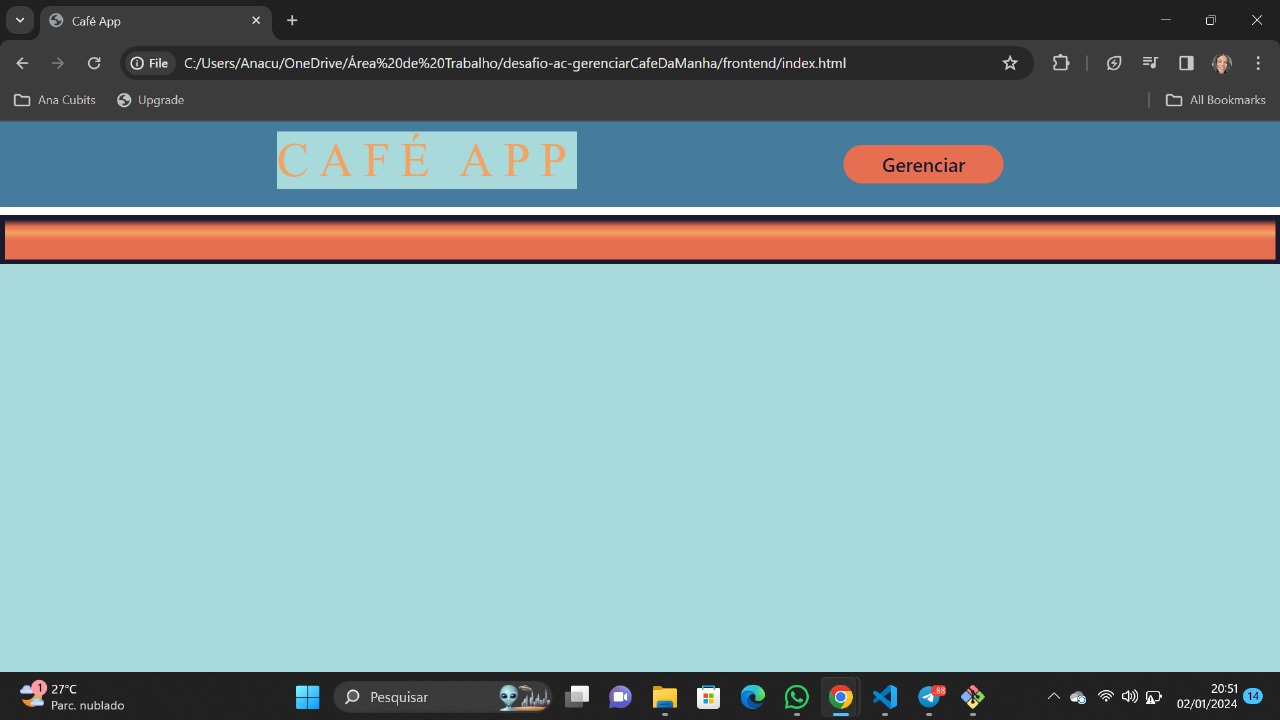 Café App
File
C:/Users/Anacu/OneDrive/Área%20de%20Trabalho/desafio-ac-gerenciarCafeDaManha/frontend/index.html
Ana Cubits
Upgrade
All Bookmarks
CAFÉ APP
Gerenciar
1
27°C
Parc. nublado
Pesquisar
88
20:51
02/01/2024
14